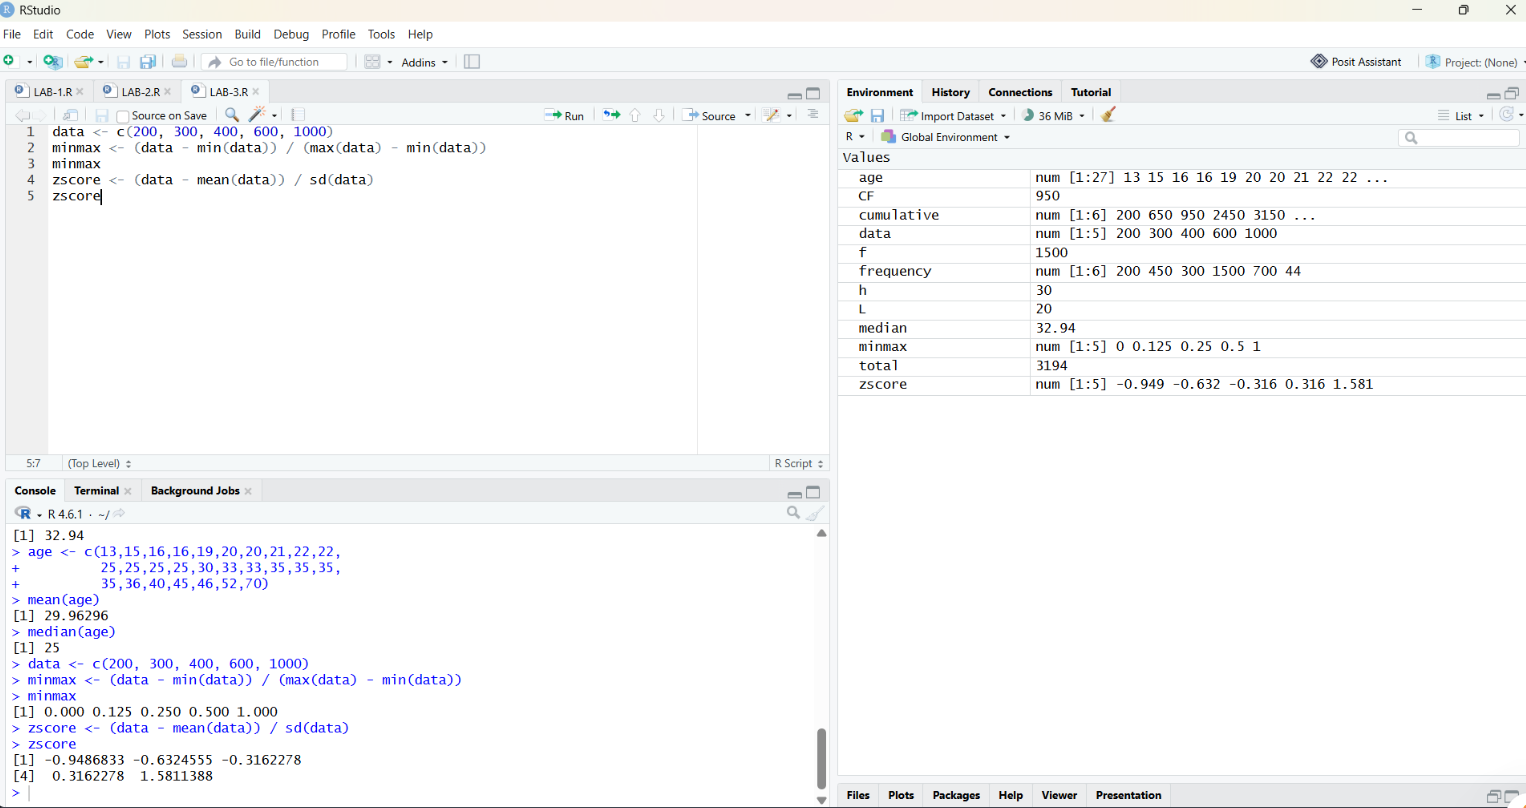 RStudio
File Edit Code View Plots Session Build Debug Profile Tools Help
Go to file/function Addins Posit Assistant Project: (None)
LAB-1.R LAB-2.R LAB-3.R
Source on Save Run Source
1 data <- c(200, 300, 400, 600, 1000)
2 minmax <- (data - min(data)) / (max(data) - min(data))
3 minmax
4 zscore <- (data - mean(data)) / sd(data)
5 zscore
5:7 (Top Level) R Script
Console Terminal Background Jobs
R 4.6.1 · ~/
[1] 32.94
> age <- c(13,15,16,16,19,20,20,21,22,22,
+ 25,25,25,25,30,33,33,35,35,35,
+ 35,36,40,45,46,52,70)
> mean(age)
[1] 29.96296
> median(age)
[1] 25
> data <- c(200, 300, 400, 600, 1000)
> minmax <- (data - min(data)) / (max(data) - min(data))
> minmax
[1] 0.000 0.125 0.250 0.500 1.000
> zscore <- (data - mean(data)) / sd(data)
> zscore
[1] -0.9486833 -0.6324555 -0.3162278
[4] 0.3162278 1.5811388
>
Environment History Connections Tutorial
Import Dataset 36 MiB List
R Global Environment
Values
age num [1:27] 13 15 16 16 19 20 20 21 22 22 ...
CF 950
cumulative num [1:6] 200 650 950 2450 3150 ...
data num [1:5] 200 300 400 600 1000
f 1500
frequency num [1:6] 200 450 300 1500 700 44
h 30
L 20
median 32.94
minmax num [1:5] 0 0.125 0.25 0.5 1
total 3194
zscore num [1:5] -0.949 -0.632 -0.316 0.316 1.581
Files Plots Packages Help Viewer Presentation